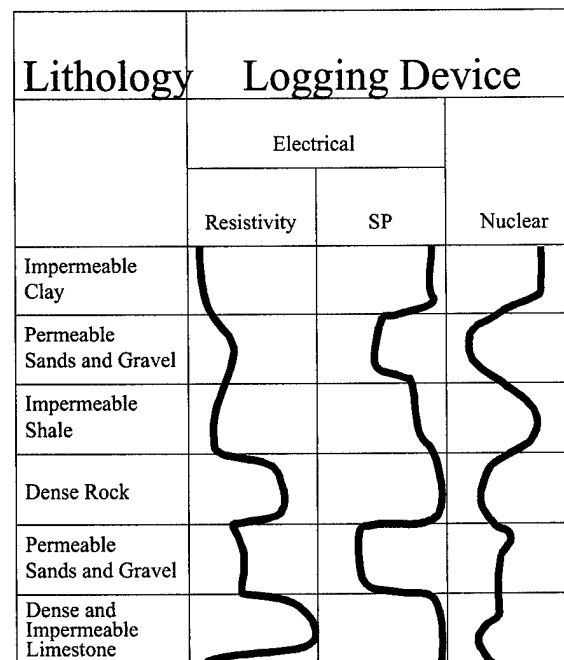 Lithology Logging Device
Electrical
Resistivity SP Nuclear
Impermeable
Clay
Permeable
Sands and Gravel
Impermeable
Shale
Dense Rock
Permeable
Sands and Gravel
Dense and
Impermeable
Limestone